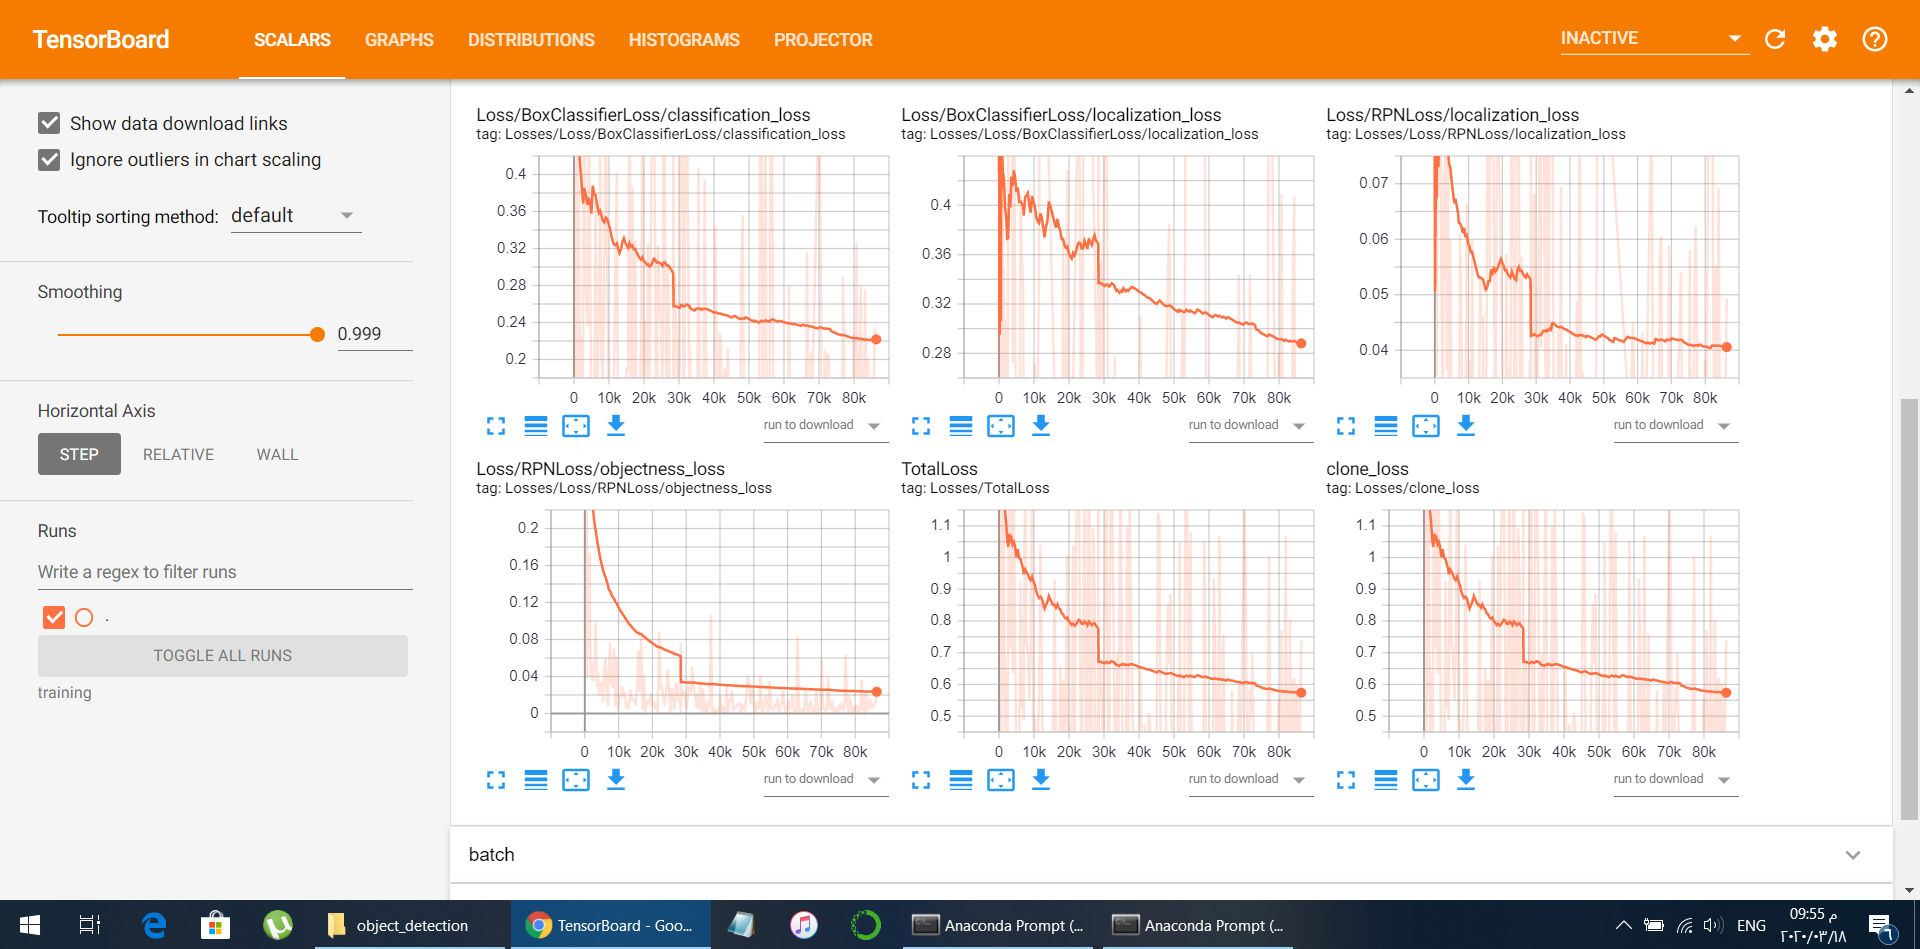 TensorBoard
SCALARS GRAPHS DISTRIBUTIONS HISTOGRAMS PROJECTOR
INACTIVE
Show data download links
Ignore outliers in chart scaling
Tooltip sorting method: default
Smoothing
0.999
Horizontal Axis
STEP RELATIVE WALL
Runs
Write a regex to filter runs
.
TOGGLE ALL RUNS
training
Loss/BoxClassifierLoss/classification_loss
tag: Losses/Loss/BoxClassifierLoss/classification_loss
0.4
0.36
0.32
0.28
0.24
0.2
0 10k 20k 30k 40k 50k 60k 70k 80k
run to download
Loss/BoxClassifierLoss/localization_loss
tag: Losses/Loss/BoxClassifierLoss/localization_loss
0.4
0.36
0.32
0.28
0 10k 20k 30k 40k 50k 60k 70k 80k
run to download
Loss/RPNLoss/localization_loss
tag: Losses/Loss/RPNLoss/localization_loss
0.07
0.06
0.05
0.04
0 10k 20k 30k 40k 50k 60k 70k 80k
run to download
Loss/RPNLoss/objectness_loss
tag: Losses/Loss/RPNLoss/objectness_loss
0.2
0.16
0.12
0.08
0.04
0
0 10k 20k 30k 40k 50k 60k 70k 80k
run to download
TotalLoss
tag: Losses/TotalLoss
1.1
1
0.9
0.8
0.7
0.6
0.5
0 10k 20k 30k 40k 50k 60k 70k 80k
run to download
clone_loss
tag: Losses/clone_loss
1.1
1
0.9
0.8
0.7
0.6
0.5
0 10k 20k 30k 40k 50k 60k 70k 80k
run to download
batch
object_detection
TensorBoard - Goo...
Anaconda Prompt (...
Anaconda Prompt (...
ENG
09:55 م
٢٠٢٠/٠٣/١٨
٦